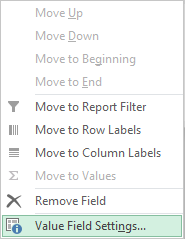 Move Up
Move Down
Move to Beginning
Move to End
Move to Report Filter
Move to Row Labels
Move to Column Labels
Move to Values
Remove Field
Value Field Settings...